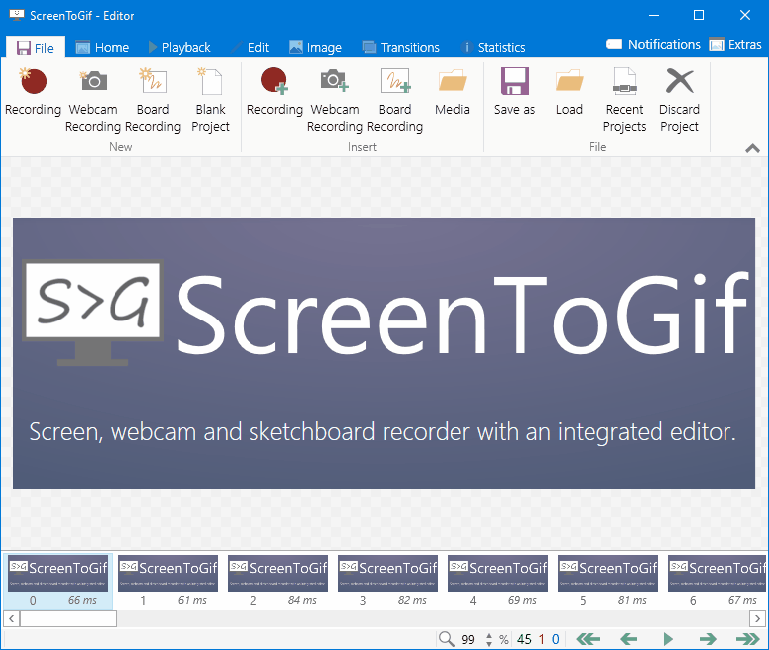 ScreenToGif - Editor
File Home Playback Edit Image Transitions Statistics Notifications Extras
Recording Webcam Recording Board Recording Blank Project Recording Webcam Recording Board Recording Media Save as Load Recent Projects Discard Project
New Insert File
S>G ScreenToGif
Screen, webcam and sketchboard recorder with an integrated editor.
S>G ScreenToGif S>G ScreenToGif S>G ScreenToGif S>G ScreenToGif S>G ScreenToGif S>G ScreenToGif S>G ScreenToGif
0 66 ms 1 61 ms 2 84 ms 3 82 ms 4 69 ms 5 81 ms 6 67 ms
99 % 45 1 0